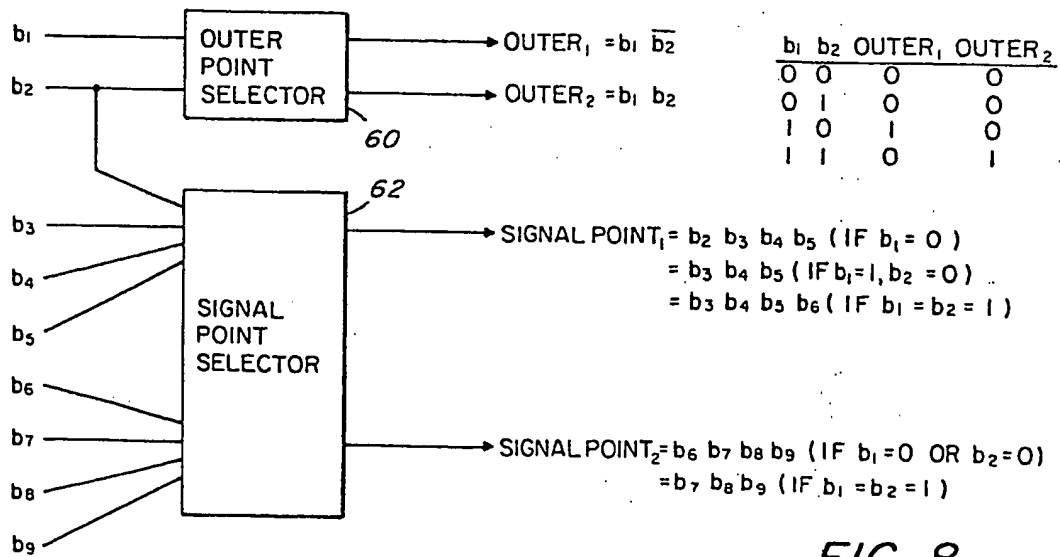 b₁
OUTER POINT SELECTOR
OUTER₁ = b₁ b̅₂̅
b₂
OUTER₂ = b₁ b₂
60
b₁ b₂ OUTER₁ OUTER₂
0 0 0 0
0 1 0 0
1 0 1 0
1 1 0 1
62
b₃
b₄
b₅
b₆
b₇
b₈
b₉
SIGNAL POINT SELECTOR
SIGNAL POINT₁ = b₂ b₃ b₄ b₅ (IF b₁ = 0)
= b₃ b₄ b₅ (IF b₁=1, b₂ =0)
= b₃ b₄ b₅ b₆ (IF b₁ = b₂ = 1)
SIGNAL POINT₂ = b₆ b₇ b₈ b₉ (IF b₁ =0 OR b₂ =0)
=b₇ b₈ b₉ (IF b₁ = b₂ = 1)